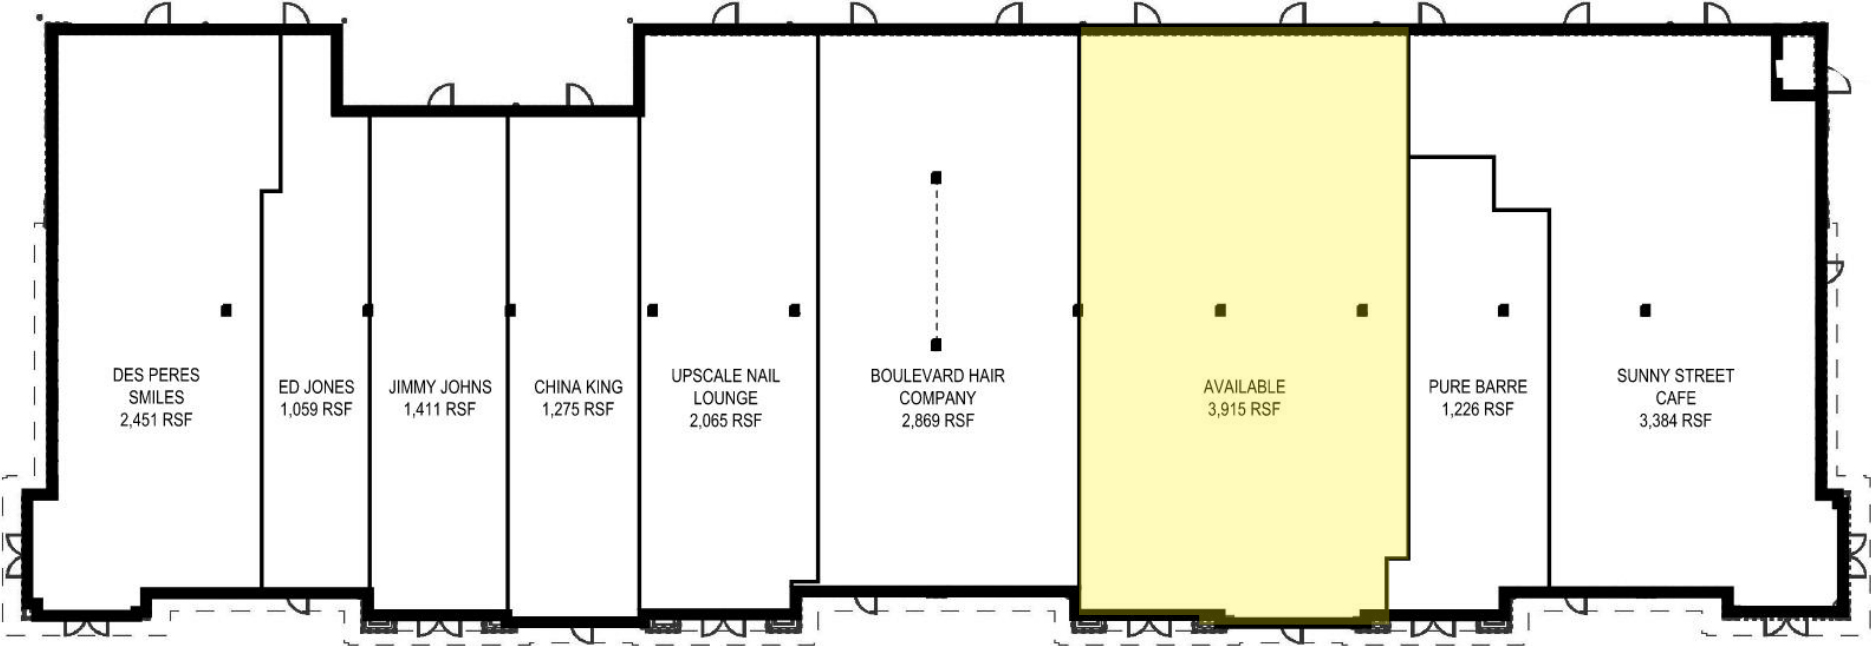 DES PERES
SMILES
2,451 RSF
ED JONES
1,059 RSF
JIMMY JOHNS
1,411 RSF
CHINA KING
1,275 RSF
UPSCALE NAIL
LOUNGE
2,065 RSF
BOULEVARD HAIR
COMPANY
2,869 RSF
AVAILABLE
3,915 RSF
PURE BARRE
1,226 RSF
SUNNY STREET
CAFE
3,384 RSF